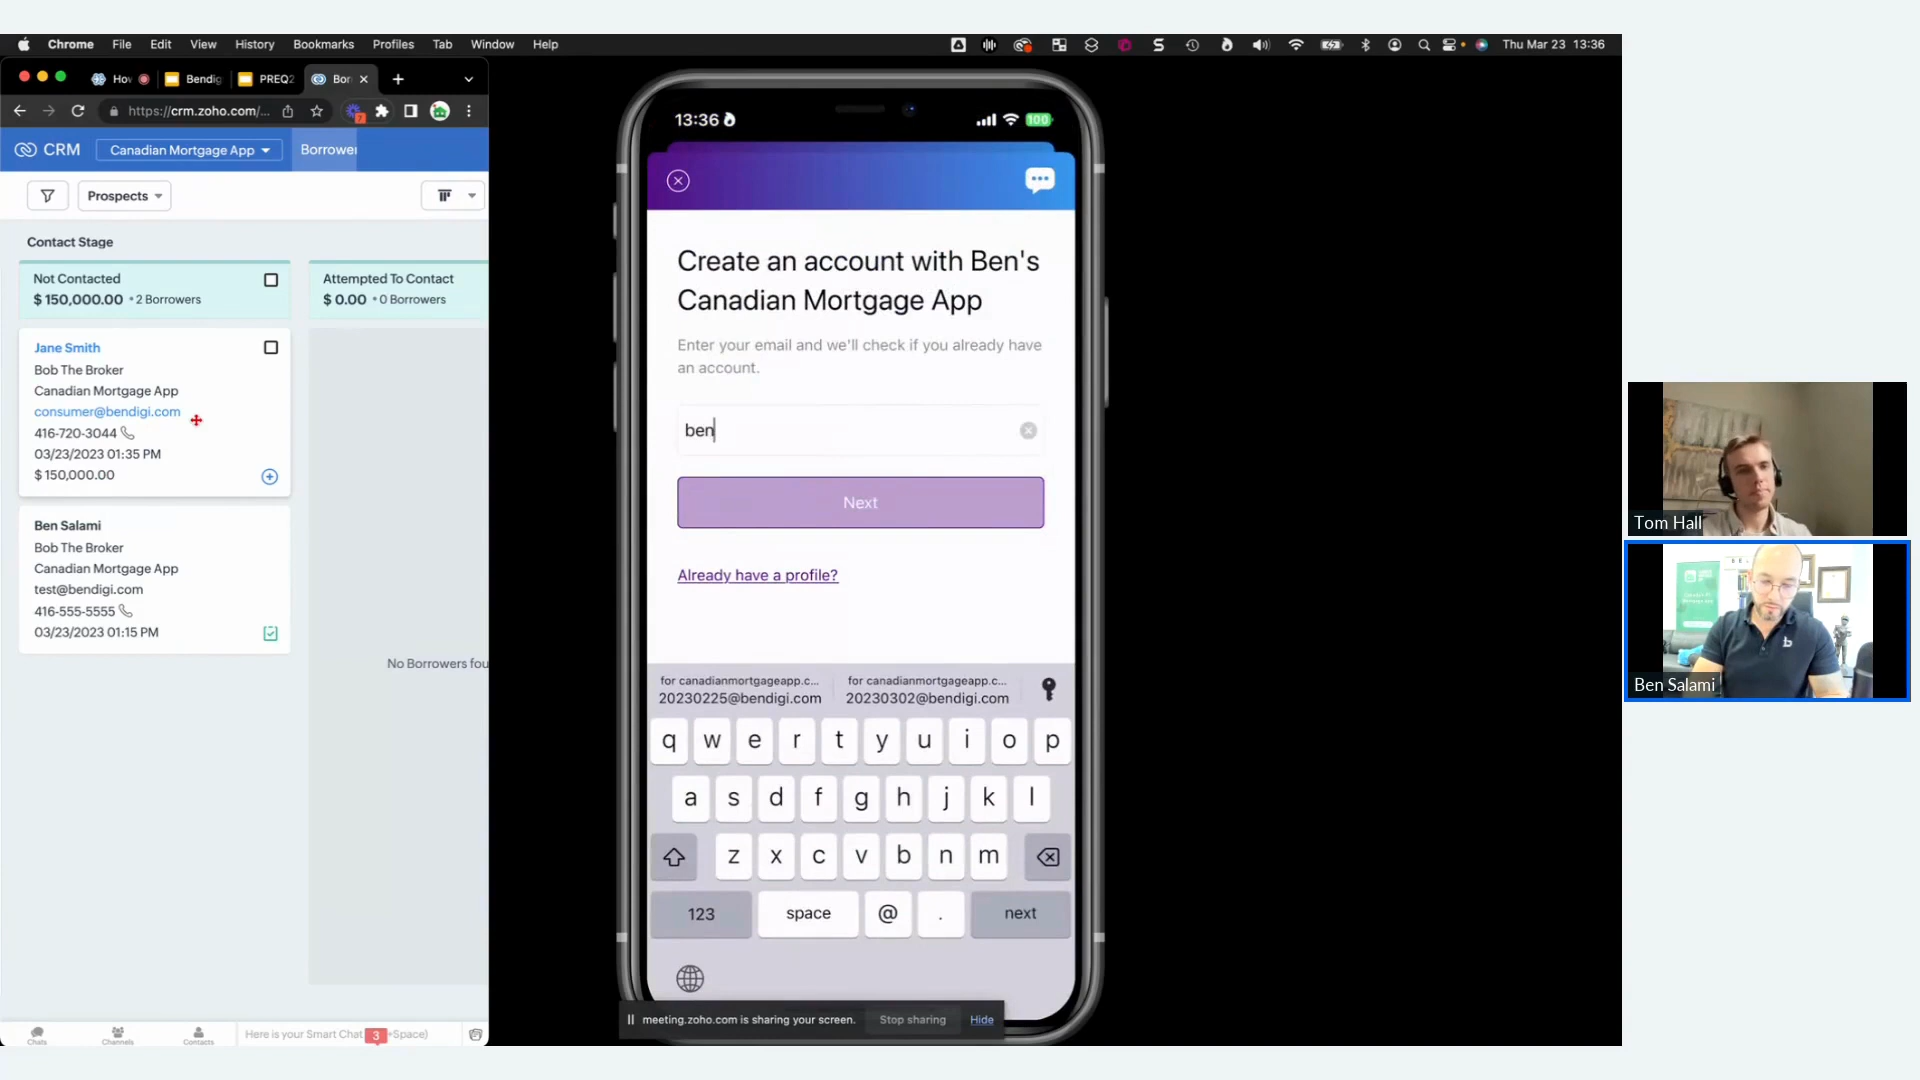 Chrome File Edit View History Bookmarks Profiles Tab Window Help
Thu Mar 23 13:36
Hov
Bendig
PREQ2
Bor
https://crm.zoho.com/...
7
CRM
Canadian Mortgage App
Borrower
Prospects
Contact Stage
Not Contacted
$ 150,000.00 • 2 Borrowers
Attempted To Contact
$ 0.00 • 0 Borrowers
Jane Smith
Bob The Broker
Canadian Mortgage App
consumer@bendigi.com
416-720-3044
03/23/2023 01:35 PM
$ 150,000.00
Ben Salami
Bob The Broker
Canadian Mortgage App
test@bendigi.com
416-555-5555
03/23/2023 01:15 PM
No Borrowers fou
Chats
Channels
Contacts
Here is your Smart Chat
3
+Space)
13:36
100
Create an account with Ben's
Canadian Mortgage App
Enter your email and we'll check if you already have
an account.
ben
Next
Already have a profile?
for canadianmortgageapp.c...
20230225@bendigi.com
for canadianmortgageapp.c...
20230302@bendigi.com
q w e r t y u i o p
a s d f g h j k l
z x c v b n m
123 space @ . next
meeting.zoho.com is sharing your screen.
Stop sharing
Hide
Tom Hall
Ben Salami